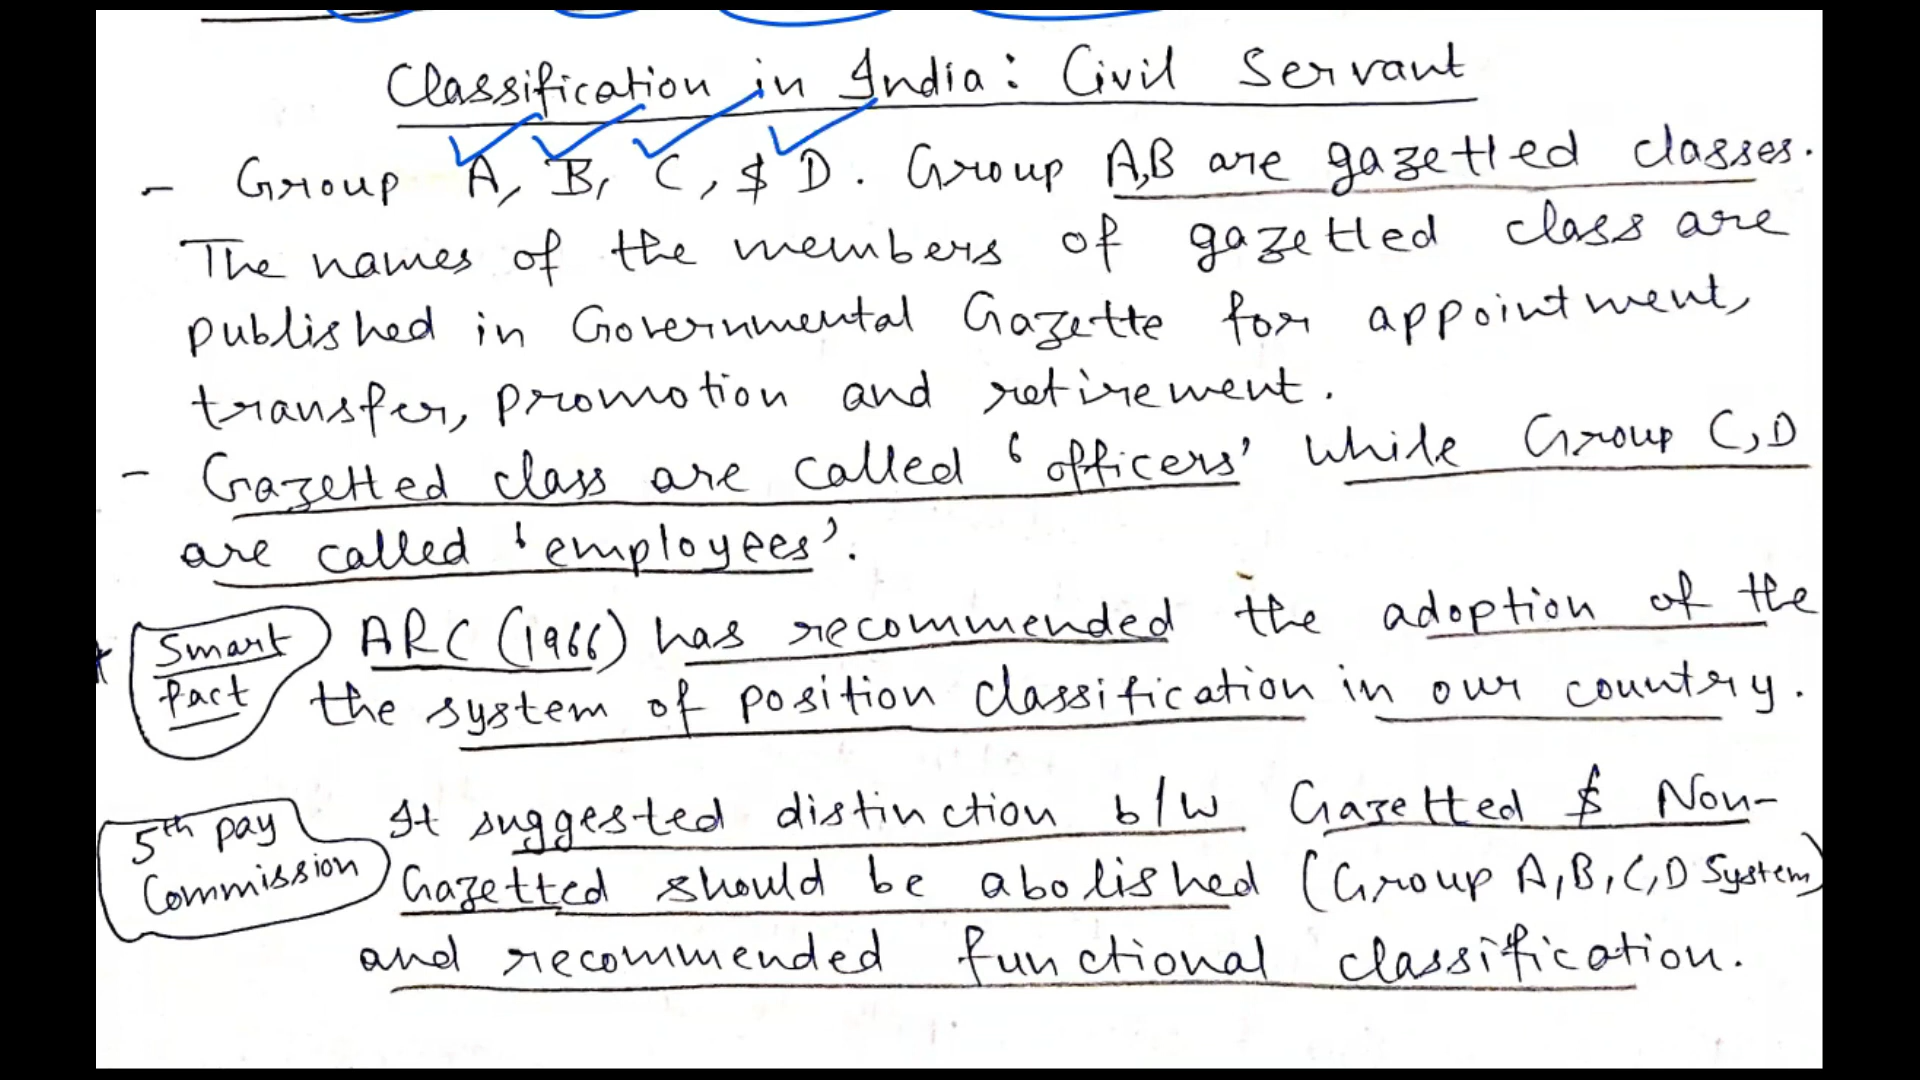 Classification in India: Civil Servant
- Group A, B, C, & D. Group A,B are gazetted classes.
The names of the members of gazetted class are
published in Governmental Gazette for appointment,
transfer, promotion and retirement.
- Gazetted class are called 'officers' while Group C,D
are called 'employees'.
Smart fact
ARC (1966) has recommended the adoption of the
the system of position classification in our country.
5th pay Commission
It suggested distinction b/w Gazetted & Non-
Gazetted should be abolished (Group A,B,C,D System)
and recommended functional classification.